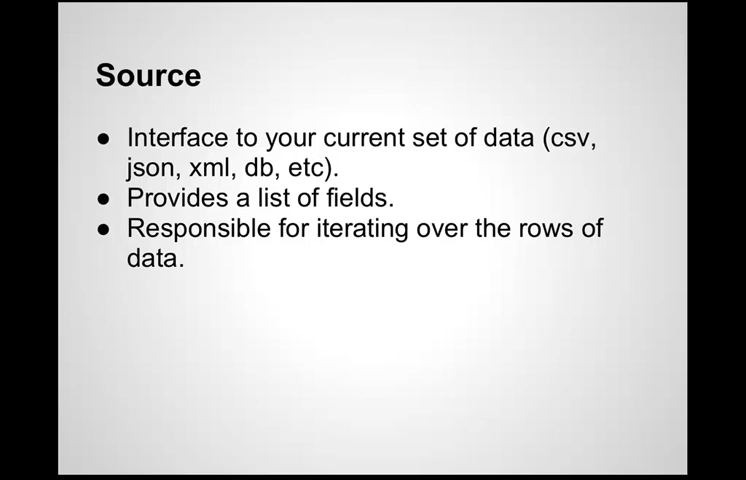 Source
● Interface to your current set of data (csv,
json, xml, db, etc).
● Provides a list of fields.
● Responsible for iterating over the rows of
data.